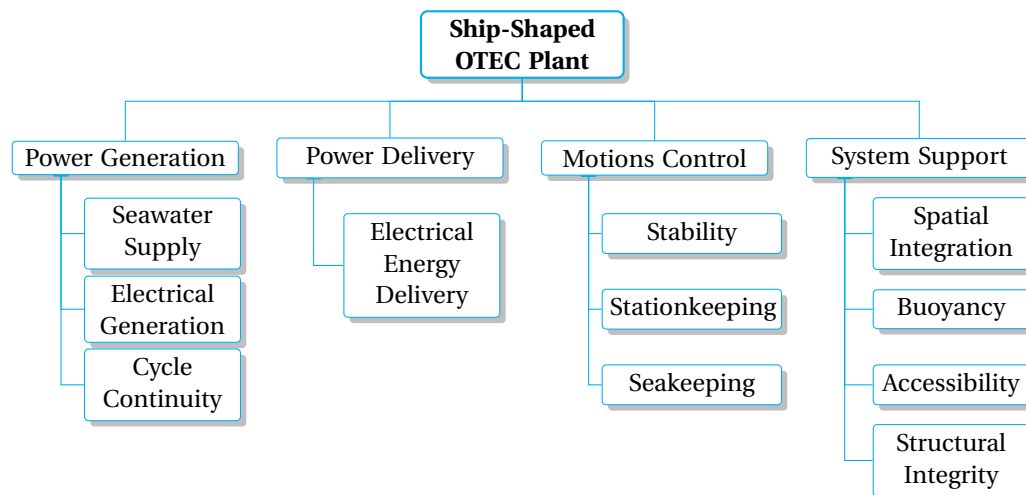 Ship-Shaped
OTEC Plant
Power Generation
Power Delivery
Motions Control
System Support
Seawater
Supply
Electrical
Generation
Cycle
Continuity
Electrical
Energy
Delivery
Stability
Stationkeeping
Seakeeping
Spatial
Integration
Buoyancy
Accessibility
Structural
Integrity